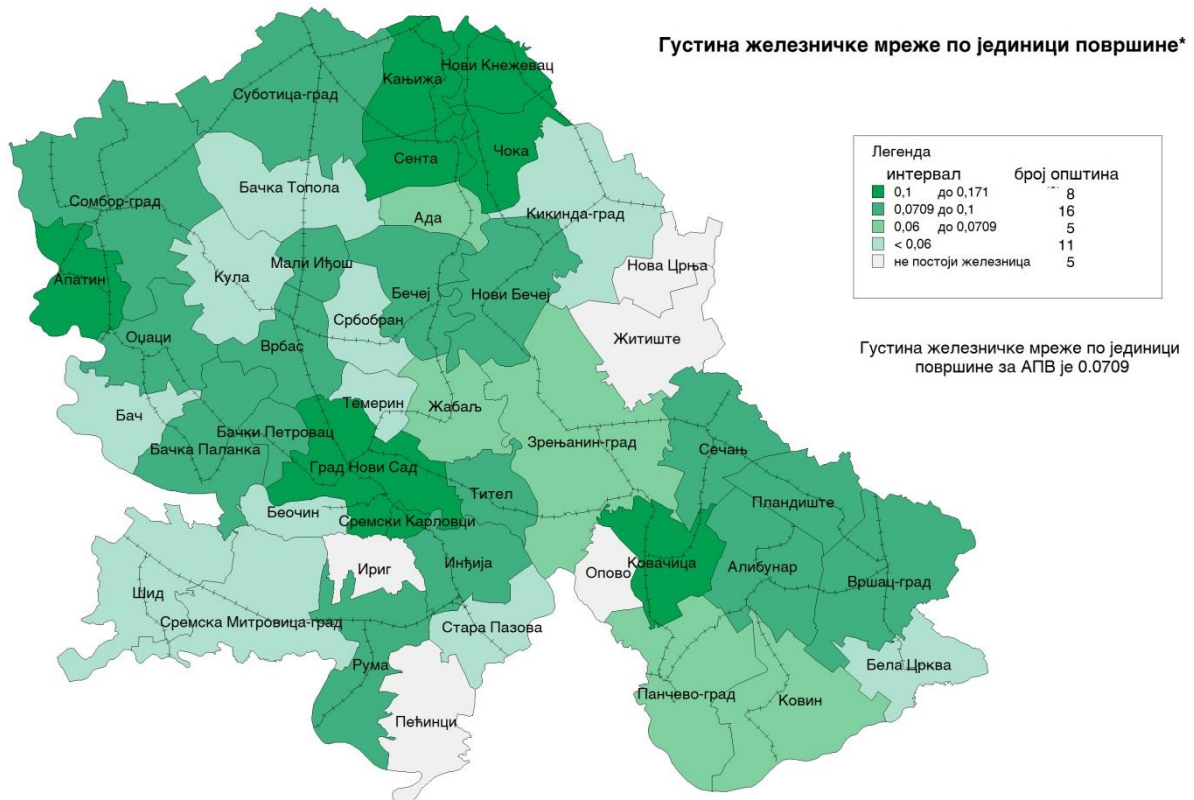 Густина железничке мреже по јединици површине*
Легенда
интервал број општина
0,1 до 0,171 8
0,0709 до 0,1 16
0,06 до 0,0709 5
< 0,06 11
не постоји железница 5
Густина железничке мреже по јединици
површине за АПВ је 0.0709
Нови Кнежевац
Кањижа
Суботица-град
Чока
Сента
Бачка Топола
Сомбор-град
Ада
Кикинда-град
Нова Црња
Мали Иђош
Апатин
Кула
Бечеј
Нови Бечеј
Србобран
Оџаци
Врбас
Житиште
Темерин
Жабаљ
Бач
Бачки Петровац
Бачка Паланка
Зрењанин-град
Сечањ
Град Нови Сад
Тител
Пландиште
Беочин
Сремски Карловци
Ириг
Инђија
Опово
Ковачица
Алибунар
Вршац-град
Шид
Сремска Митровица-град
Стара Пазова
Рума
Бела Црква
Панчево-град
Ковин
Пећинци